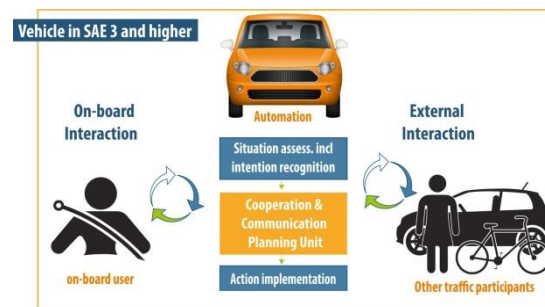 Vehicle in SAE 3 and higher
On-board
Interaction
Automation
External
Interaction
Situation assess. incl
intention recognition
Cooperation &
Communication
Planning Unit
Action implementation
on-board user
Other traffic participants